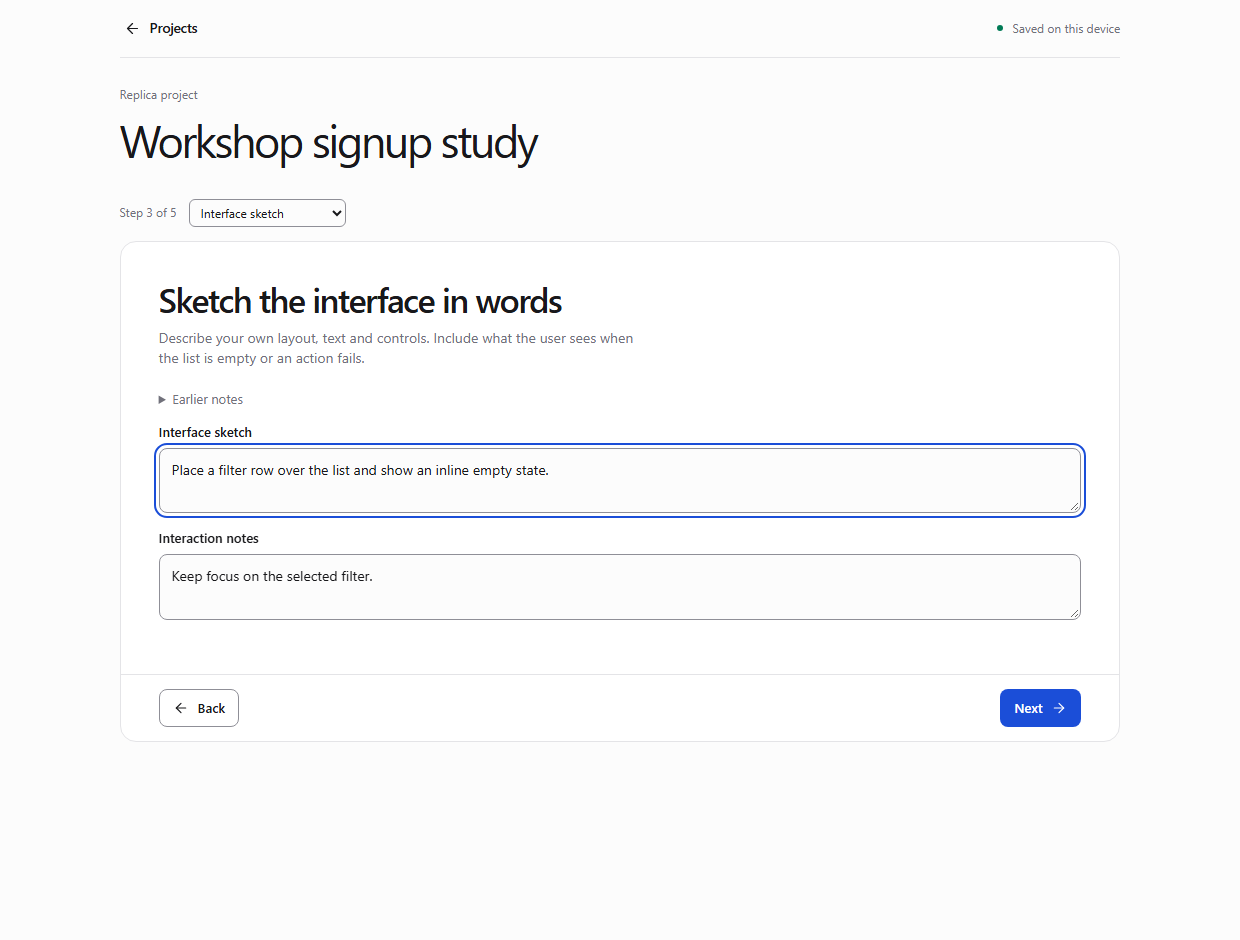 Projects
Saved on this device
Replica project
Workshop signup study
Step 3 of 5
Interface sketch
Sketch the interface in words
Describe your own layout, text and controls. Include what the user sees when
the list is empty or an action fails.
Earlier notes
Interface sketch
Place a filter row over the list and show an inline empty state.
Interaction notes
Keep focus on the selected filter.
Back
Next